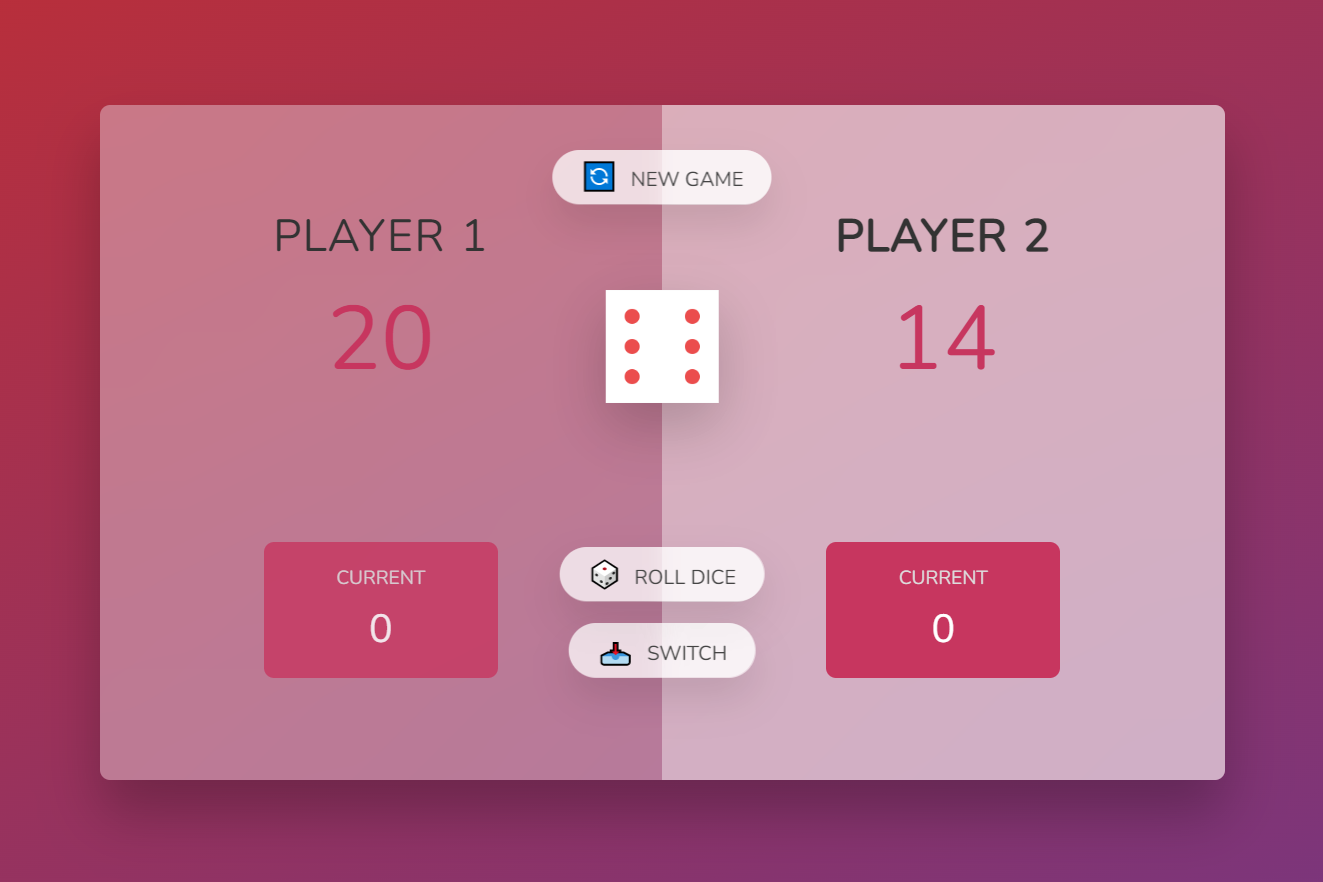 NEW GAME
PLAYER 1
20
PLAYER 2
14
CURRENT
0
ROLL DICE
SWITCH
CURRENT
0